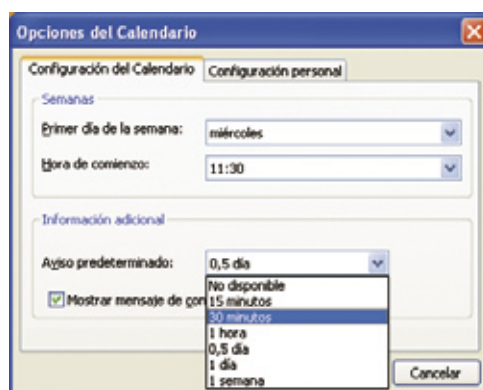 Opciones del Calendario
Configuración del Calendario Configuración personal
Semanas
Primer día de la semana: miércoles
Hora de comienzo: 11:30
Información adicional
Aviso predeterminado: 0,5 día
No disponible
Mostrar mensaje de 15 minutos
30 minutos
1 hora
0,5 día
1 día
1 semana
Cancelar